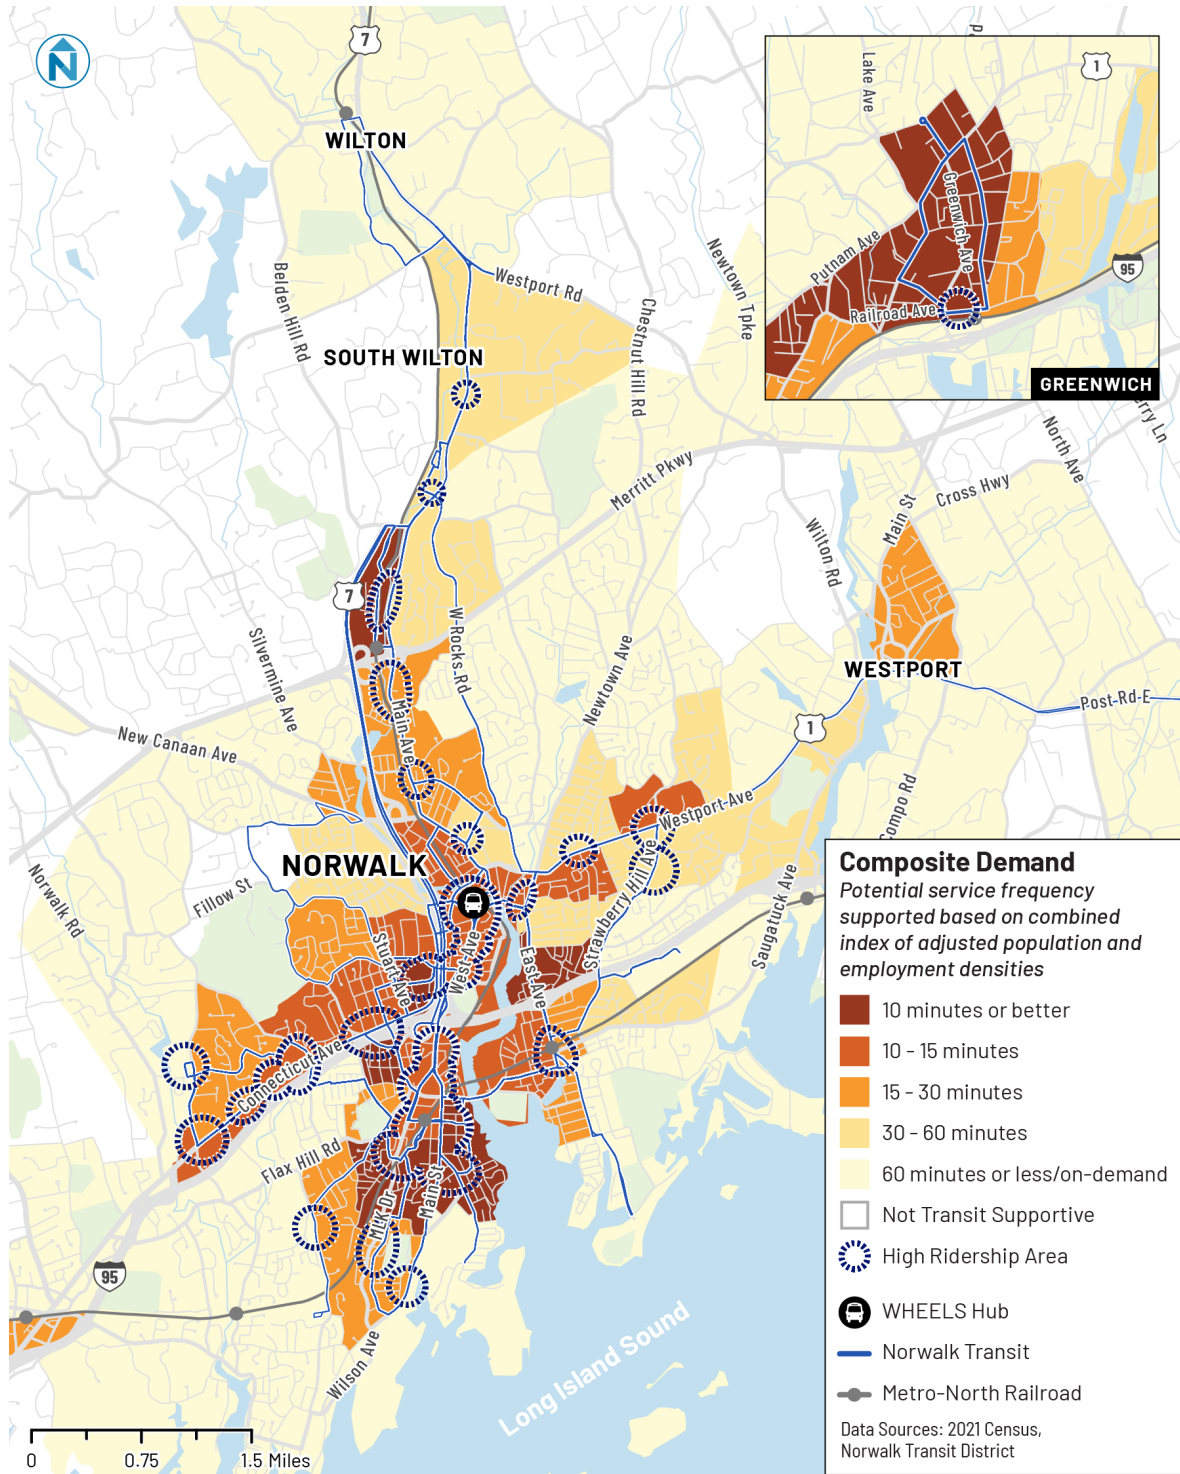 N
7
WILTON
Westport Rd
Belden Hill Rd
SOUTH WILTON
Chestnut Hill Rd
Newtown Tpke
Lake Ave
1
Greenwich Ave
Putnam Ave
Railroad Ave
95
GREENWICH
North Ave
Merritt Pkwy
Cross Hwy
Main St
Wilton Rd
7
W-Rocks-Rd
Silvermine Ave
Newtown Ave
WESTPORT
Post-Rd-E
Main-Ave
New Canaan Ave
1
Westport-Ave
Compo Rd
NORWALK
Norwalk Rd
Fillow St
Strawberry Hill Ave
Saugatuck Ave
Stuart-Ave
West-Ave
East-Ave
Connecticut-Ave
Flax Hill Rd
MLK-Dr
Main-St
95
Wilson Ave
Long Island Sound
0 0.75 1.5 Miles
Composite Demand
Potential service frequency
supported based on combined
index of adjusted population and
employment densities
10 minutes or better
10 - 15 minutes
15 - 30 minutes
30 - 60 minutes
60 minutes or less/on-demand
Not Transit Supportive
High Ridership Area
WHEELS Hub
Norwalk Transit
Metro-North Railroad
Data Sources: 2021 Census,
Norwalk Transit District